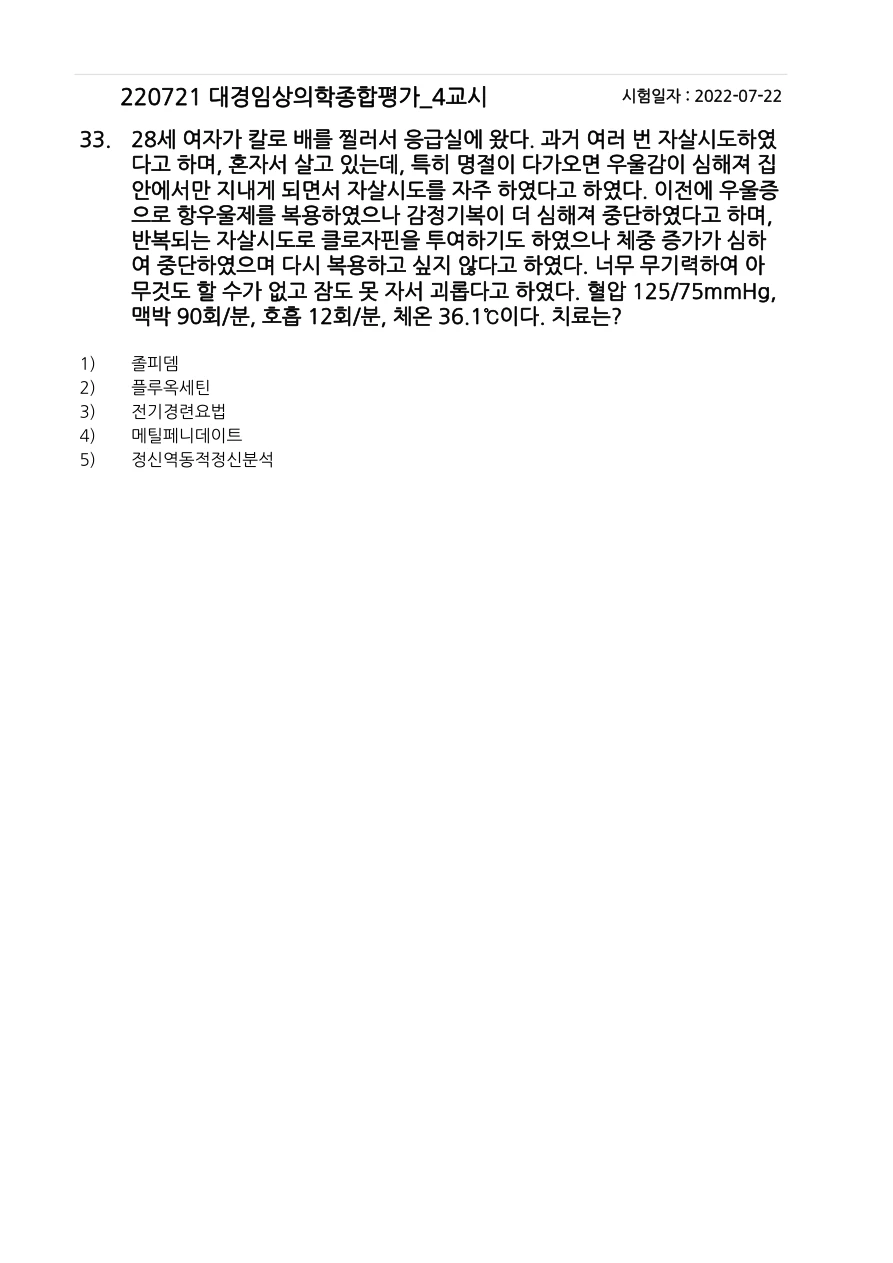 220721 대경임상의학종합평가_4교시 시험일자 : 2022-07-22
33. 28세 여자가 칼로 배를 찔러서 응급실에 왔다. 과거 여러 번 자살시도하였
다고 하며, 혼자서 살고 있는데, 특히 명절이 다가오면 우울감이 심해져 집
안에서만 지내게 되면서 자살시도를 자주 하였다고 하였다. 이전에 우울증
으로 항우울제를 복용하였으나 감정기복이 더 심해져 중단하였다고 하며,
반복되는 자살시도로 클로자핀을 투여하기도 하였으나 체중 증가가 심하
여 중단하였으며 다시 복용하고 싶지 않다고 하였다. 너무 무기력하여 아
무것도 할 수가 없고 잠도 못 자서 괴롭다고 하였다. 혈압 125/75mmHg,
맥박 90회/분, 호흡 12회/분, 체온 36.1℃이다. 치료는?
1) 졸피뎀
2) 플루옥세틴
3) 전기경련요법
4) 메틸페니데이트
5) 정신역동적정신분석